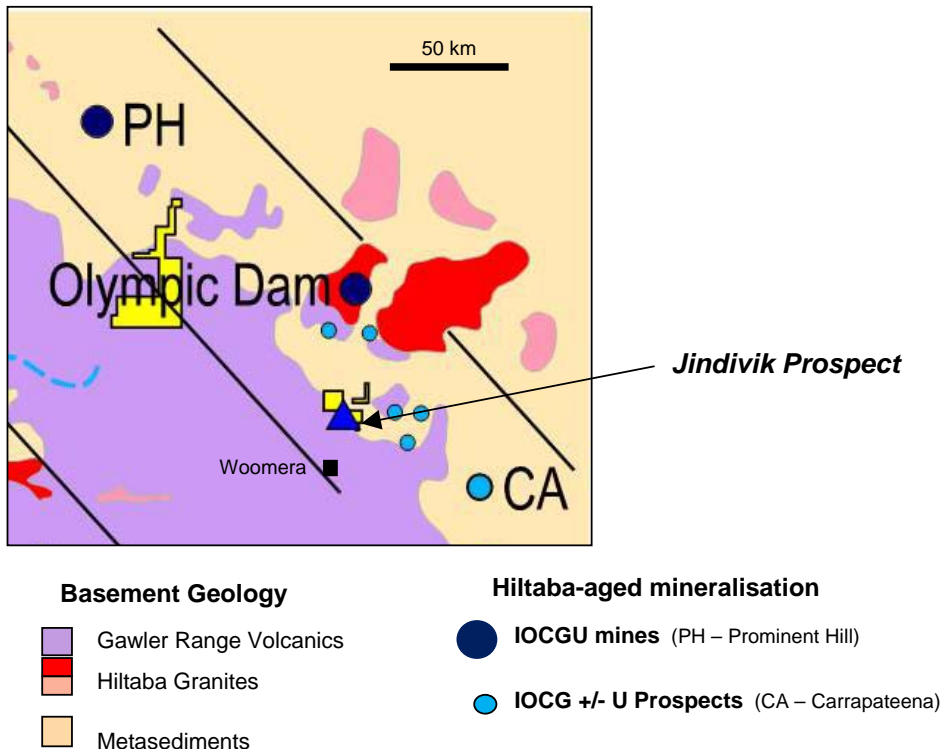 50 km
PH
Olympic Dam
Jindivik Prospect
Woomera
CA
Basement Geology
Gawler Range Volcanics
Hiltaba Granites
Metasediments
Hiltaba-aged mineralisation
IOCGU mines (PH – Prominent Hill)
IOCG +/- U Prospects (CA – Carrapateena)